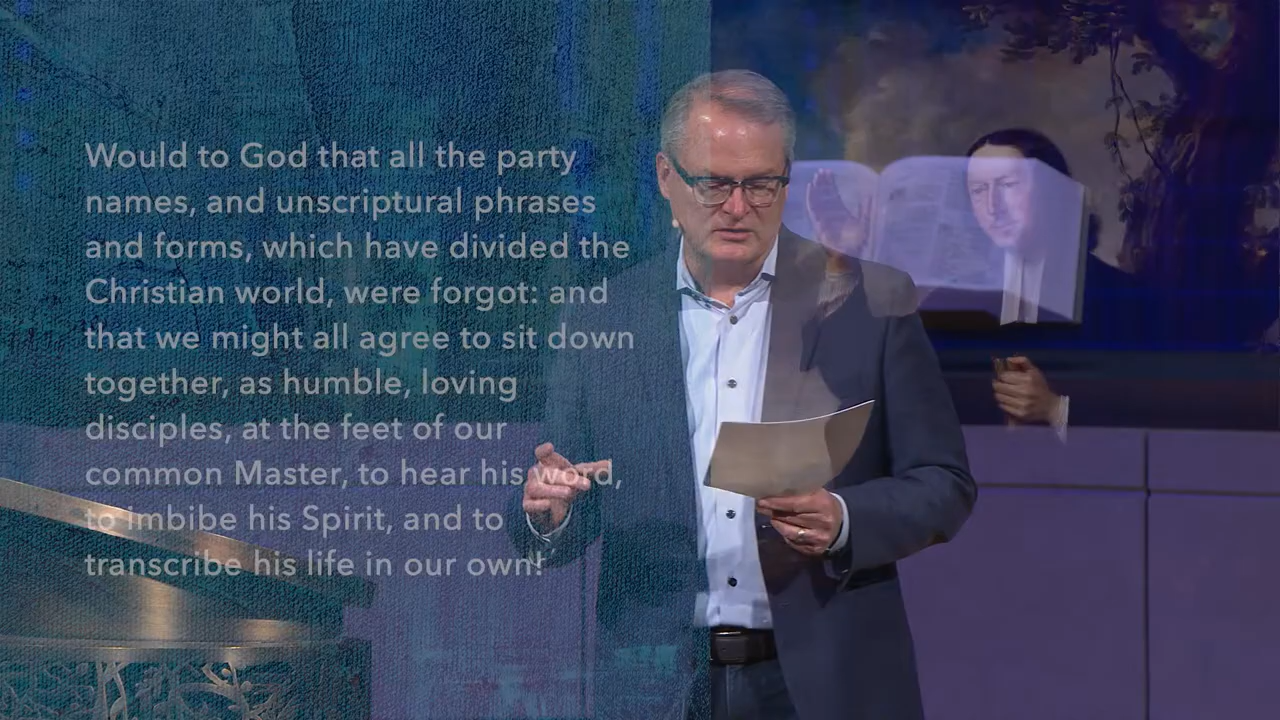 Would to God that all the party
names, and unscriptural phrases
and forms, which have divided the
Christian world, were forgot: and
that we might all agree to sit down
together, as humble, loving
disciples, at the feet of our
common Master, to hear his word,
to imbibe his Spirit, and to
transcribe his life in our own!